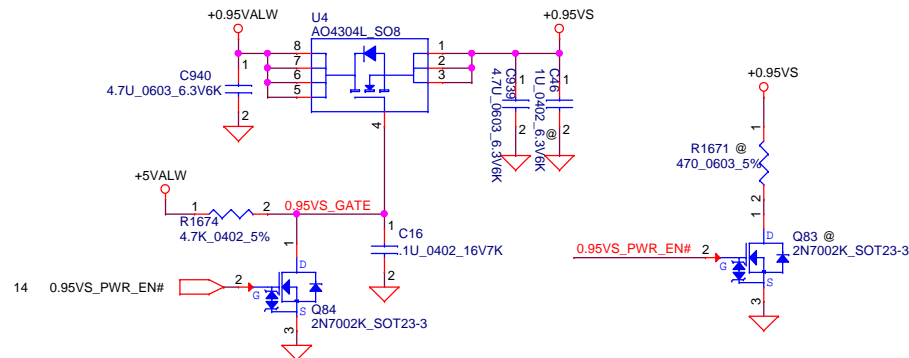 +0.95VALW
U4
AO4304L_SO8
+0.95VS
8
7
6
5
1
2
3
4
C940
4.7U_0603_6.3V6K
1
2
C939
4.7U_0603_6.3V6K
1
2
C46
1U_0402_6.3V6K
@
1
2
+0.95VS
1
R1671 @
470_0603_5%
2
+5VALW
1
2
R1674
4.7K_0402_5%
0.95VS_GATE
1
C16
.1U_0402_16V7K
2
1
D
14 0.95VS_PWR_EN#
2
G
S
Q84
2N7002K_SOT23-3
3
0.95VS_PWR_EN#
2
1
D
Q83 @
2N7002K_SOT23-3
G
S
3